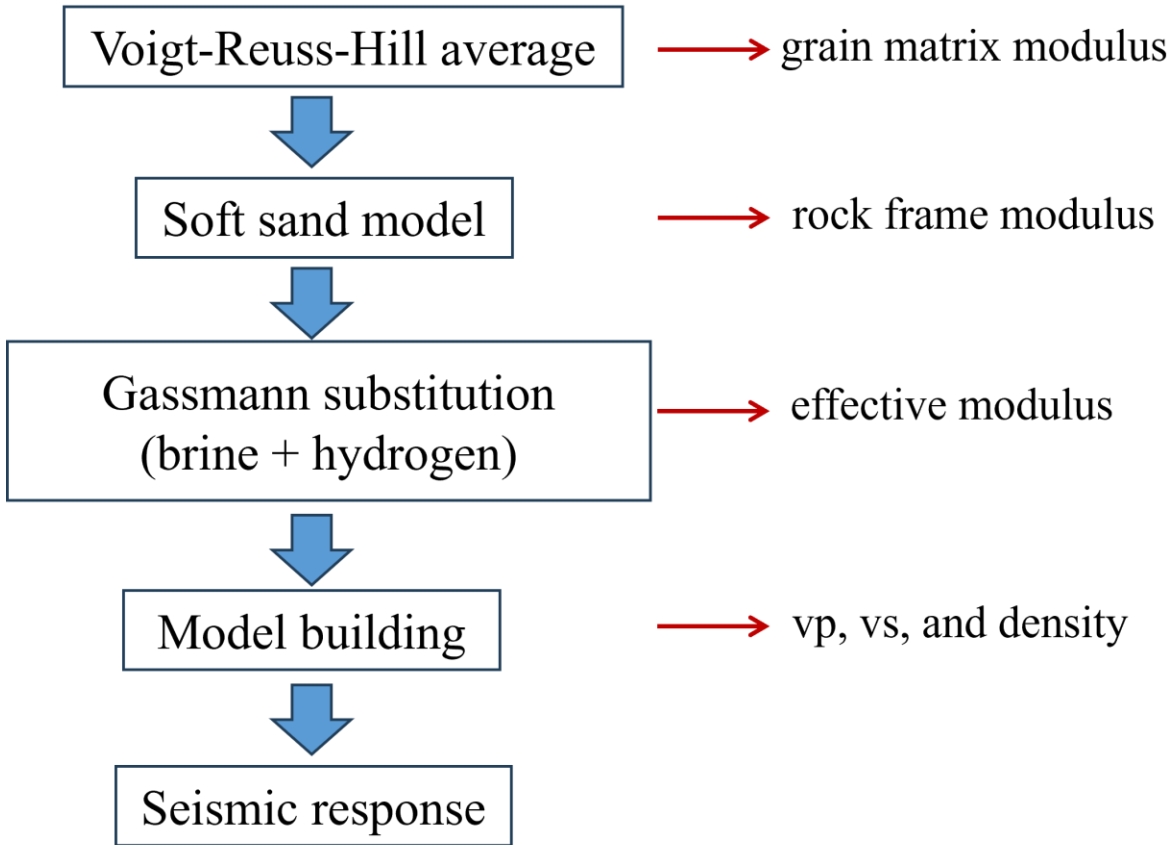 Voigt-Reuss-Hill average
grain matrix modulus
Soft sand model
rock frame modulus
Gassmann substitution
(brine + hydrogen)
effective modulus
Model building
vp, vs, and density
Seismic response